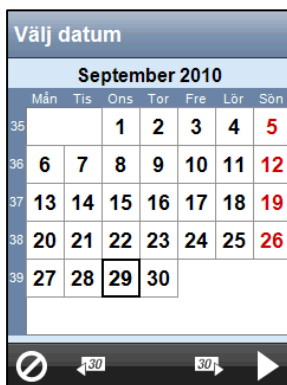 Välj datum
September 2010
Mån Tis Ons Tor Fre Lör Sön
35 1 2 3 4 5
36 6 7 8 9 10 11 12
37 13 14 15 16 17 18 19
38 20 21 22 23 24 25 26
39 27 28 29 30
30 30